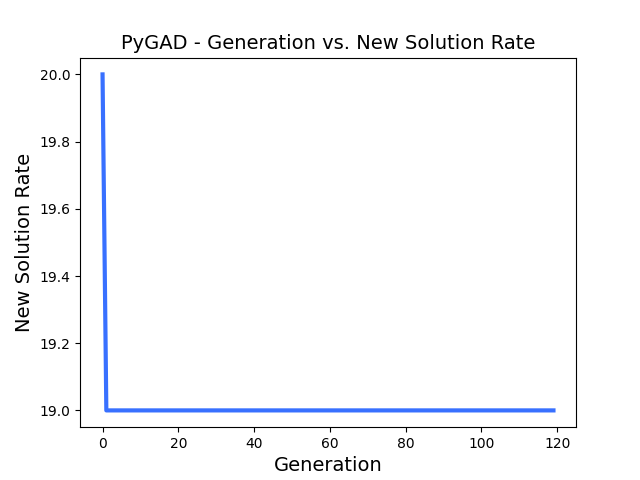 PyGAD - Generation vs. New Solution Rate
New Solution Rate
20.0
19.8
19.6
19.4
19.2
19.0
0 20 40 60 80 100 120
Generation